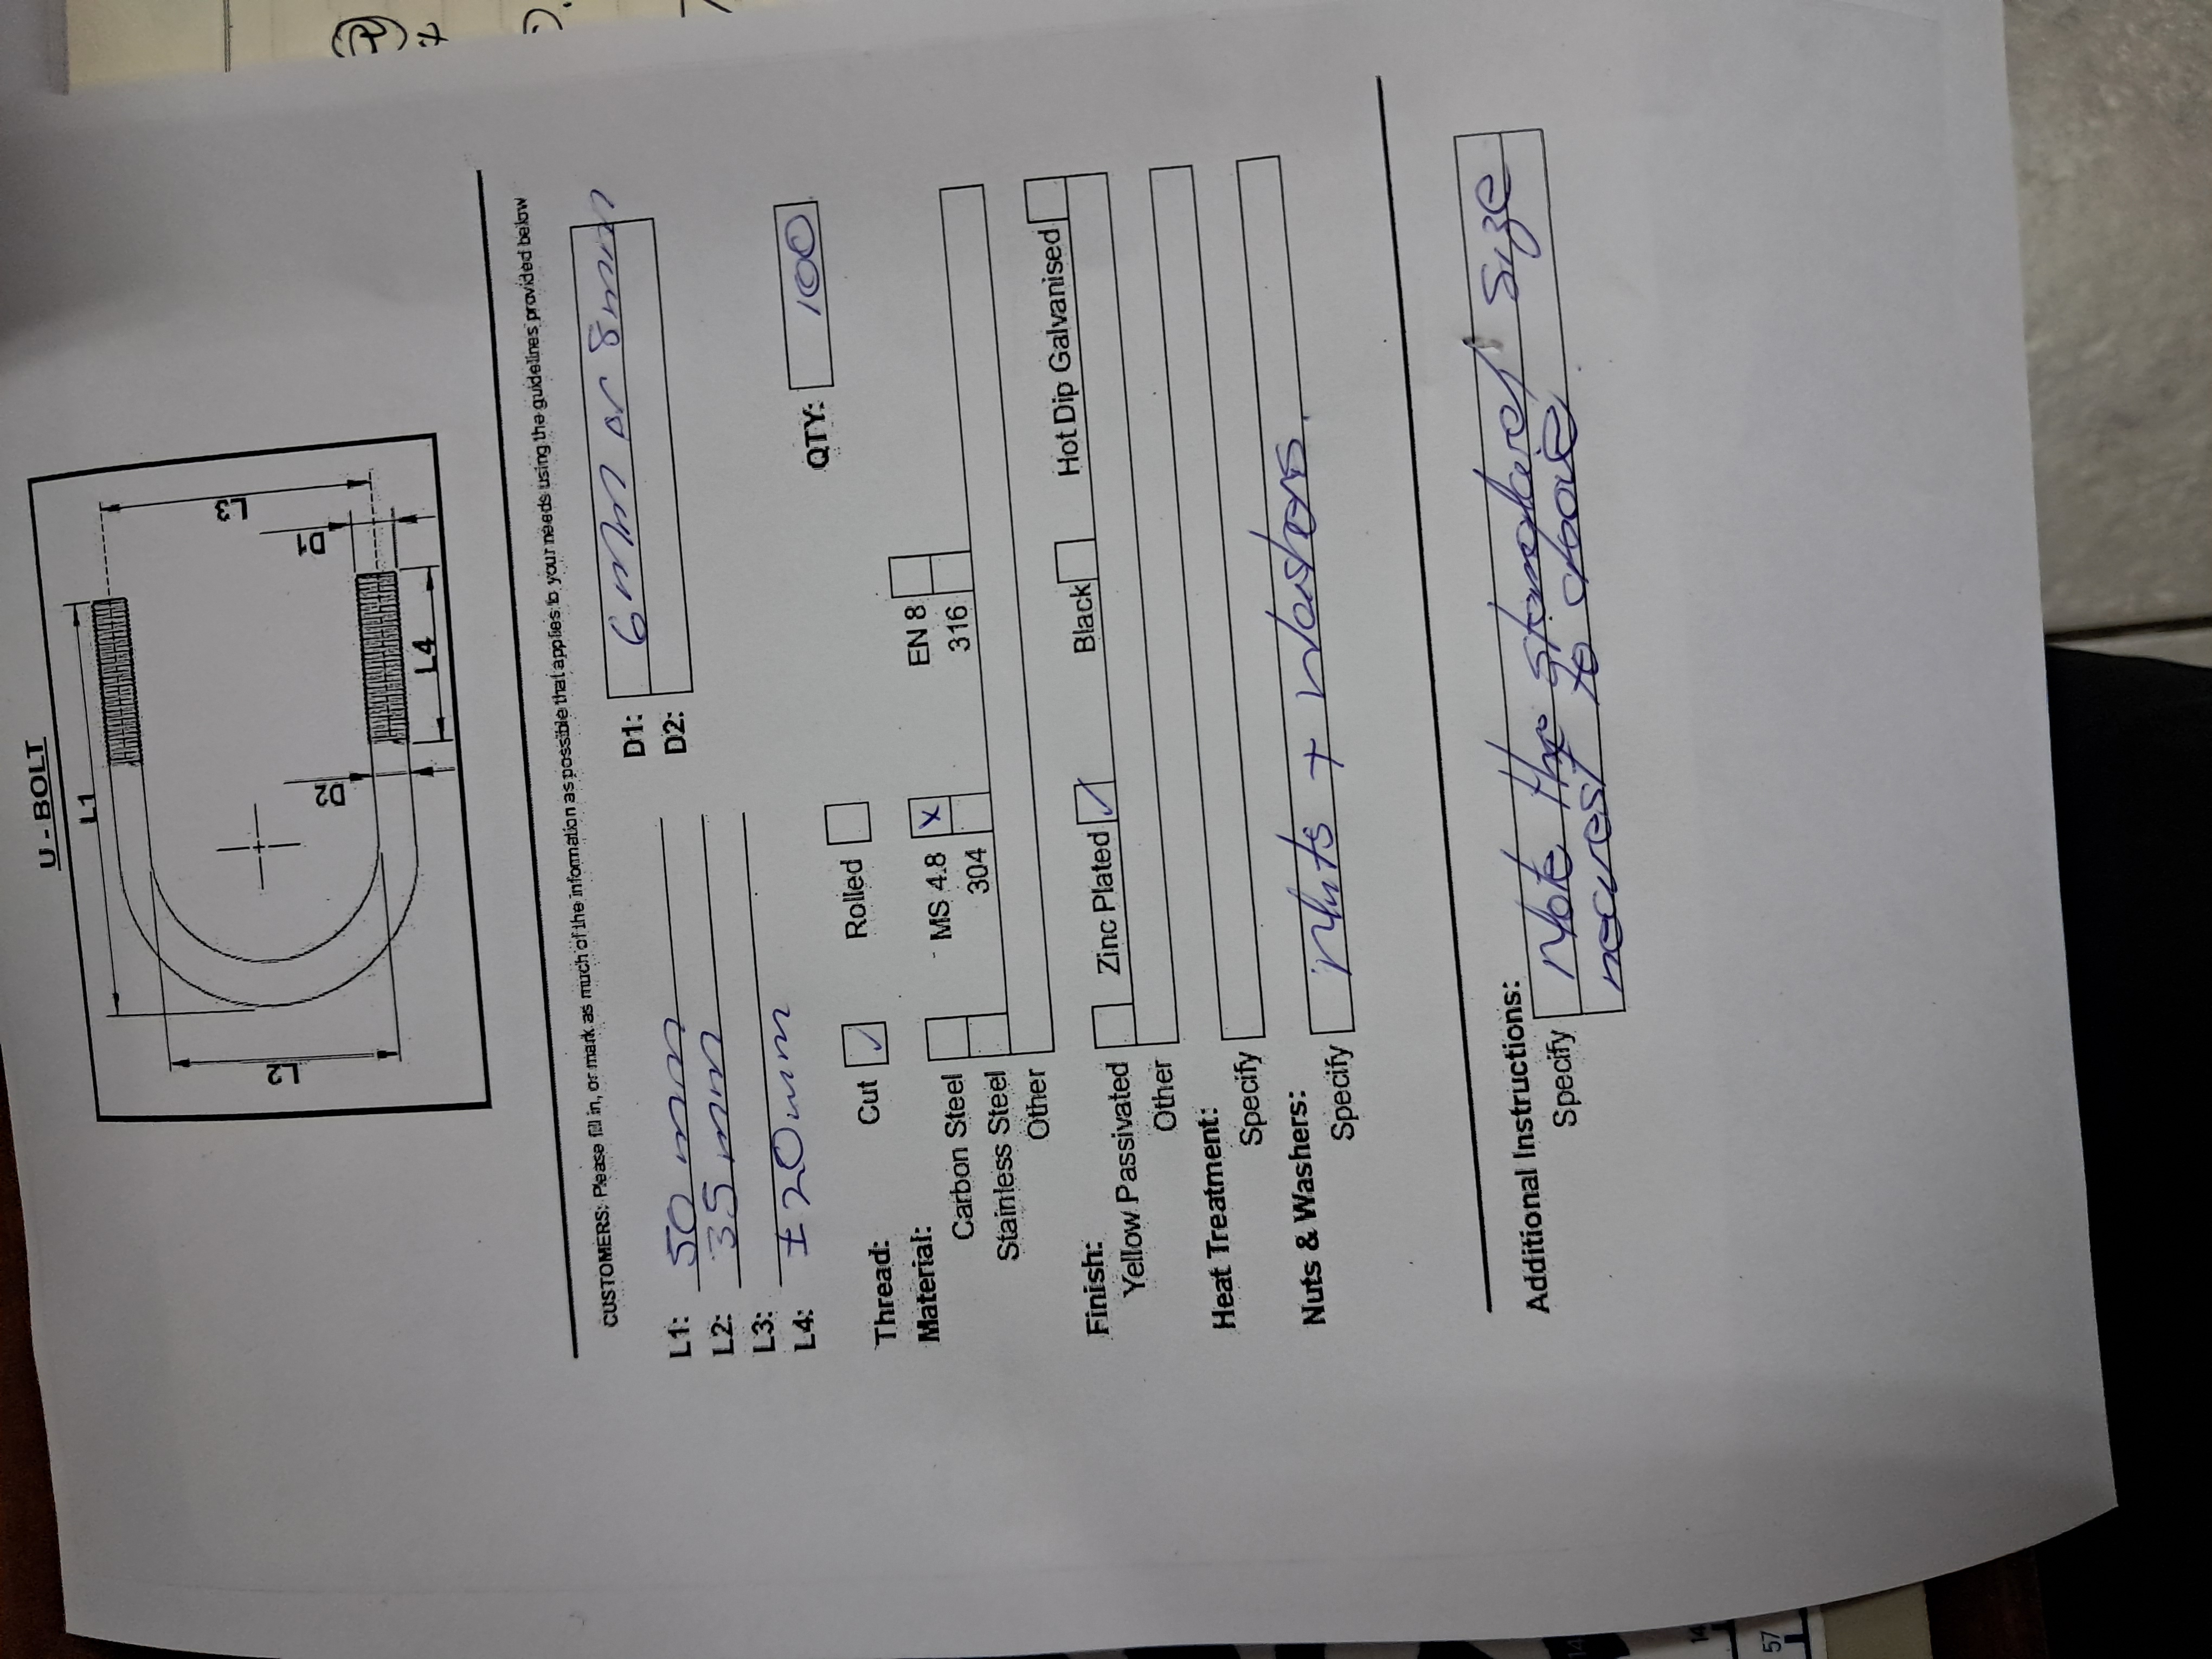 U - BOLT
L1
L2
L3
D2
D1
L4
CUSTOMERS: Please fill in, or mark as much of the information as possible that applies to your needs using the guidelines provided below
L1: 50 mm
D1: 6mm or 8mm
L2: 35 mm
D2:
L3:
L4: ± 20mm
QTY: 100
Thread: Cut ✓ Rolled
Material:
Carbon Steel MS 4.8 X EN 8
Stainless Steel 304 316
Other
Finish:
Yellow Passivated Zinc Plated ✓ Black Hot Dip Galvanised
Other
Heat Treatment:
Specify
Nuts & Washers:
Specify Nuts + Washers.
Additional Instructions:
Specify Note the standard size
nearest to above
14
14
57